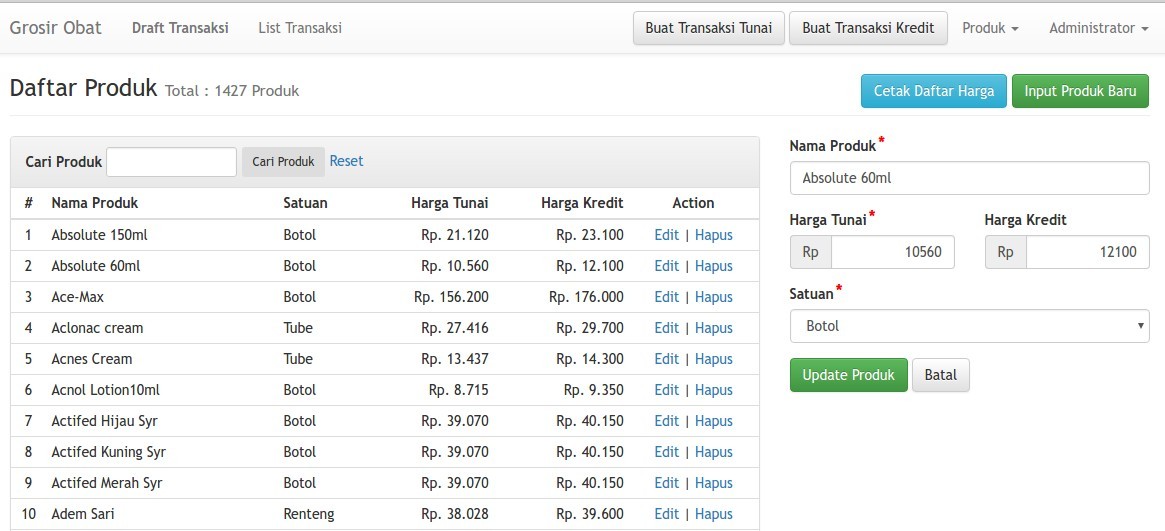 Grosir Obat Draft Transaksi List Transaksi Buat Transaksi Tunai Buat Transaksi Kredit Produk Administrator
Daftar Produk Total : 1427 Produk Cetak Daftar Harga Input Produk Baru
Cari Produk Cari Produk Reset
# Nama Produk Satuan Harga Tunai Harga Kredit Action
1 Absolute 150ml Botol Rp. 21.120 Rp. 23.100 Edit | Hapus
2 Absolute 60ml Botol Rp. 10.560 Rp. 12.100 Edit | Hapus
3 Ace-Max Botol Rp. 156.200 Rp. 176.000 Edit | Hapus
4 Aclonac cream Tube Rp. 27.416 Rp. 29.700 Edit | Hapus
5 Acnes Cream Tube Rp. 13.437 Rp. 14.300 Edit | Hapus
6 Acnol Lotion10ml Botol Rp. 8.715 Rp. 9.350 Edit | Hapus
7 Actifed Hijau Syr Botol Rp. 39.070 Rp. 40.150 Edit | Hapus
8 Actifed Kuning Syr Botol Rp. 39.070 Rp. 40.150 Edit | Hapus
9 Actifed Merah Syr Botol Rp. 39.070 Rp. 40.150 Edit | Hapus
10 Adem Sari Renteng Rp. 38.028 Rp. 39.600 Edit | Hapus
Nama Produk*
Absolute 60ml
Harga Tunai* Harga Kredit
Rp 10560 Rp 12100
Satuan*
Botol
Update Produk Batal